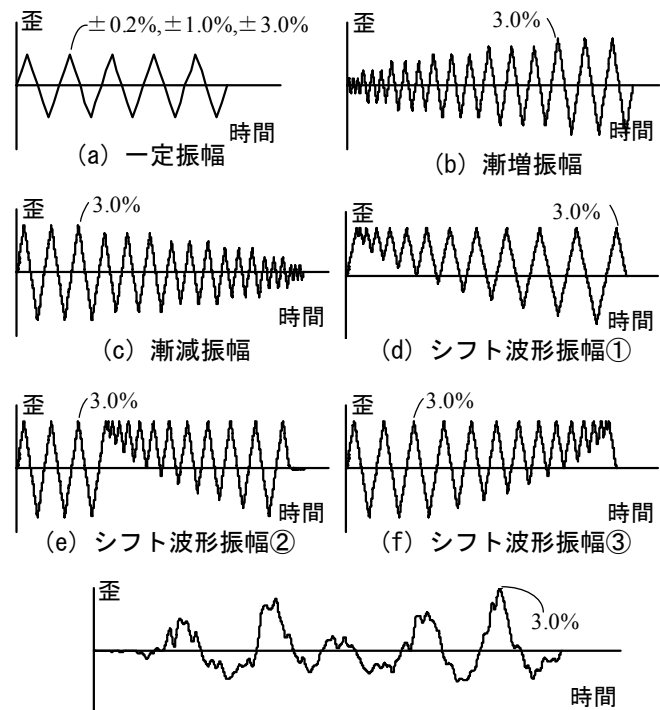 歪
±0.2%,±1.0%,±3.0%
時間
(a) 一定振幅
歪
3.0%
時間
(b) 漸増振幅
歪
3.0%
時間
(c) 漸減振幅
歪
3.0%
時間
(d) シフト波形振幅①
歪
3.0%
時間
(e) シフト波形振幅②
歪
3.0%
時間
(f) シフト波形振幅③
歪
3.0%
時間